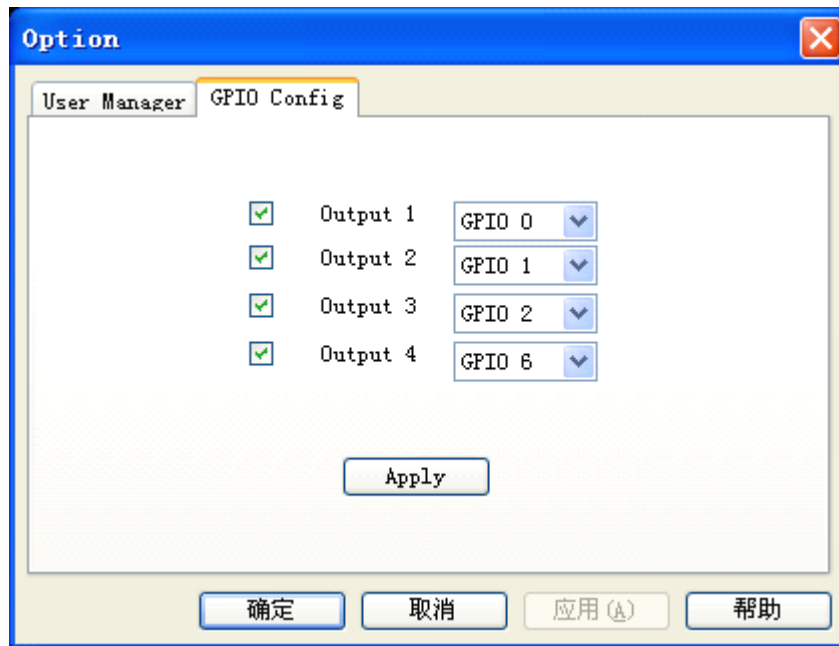 Option
User Manager GPIO Config
Output 1 GPIO 0
Output 2 GPIO 1
Output 3 GPIO 2
Output 4 GPIO 6
Apply
确定 取消 应用(A) 帮助